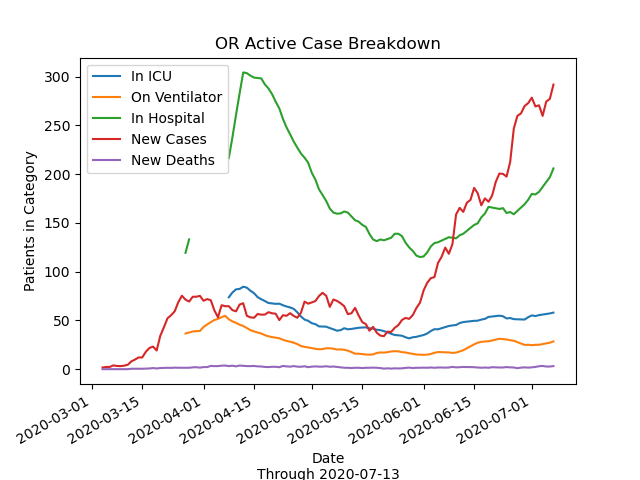 OR Active Case Breakdown
In ICU
On Ventilator
In Hospital
New Cases
New Deaths
Patients in Category
300
250
200
150
100
50
0
2020-03-01
2020-03-15
2020-04-01
2020-04-15
2020-05-01
2020-05-15
2020-06-01
2020-06-15
2020-07-01
Date
Through 2020-07-13